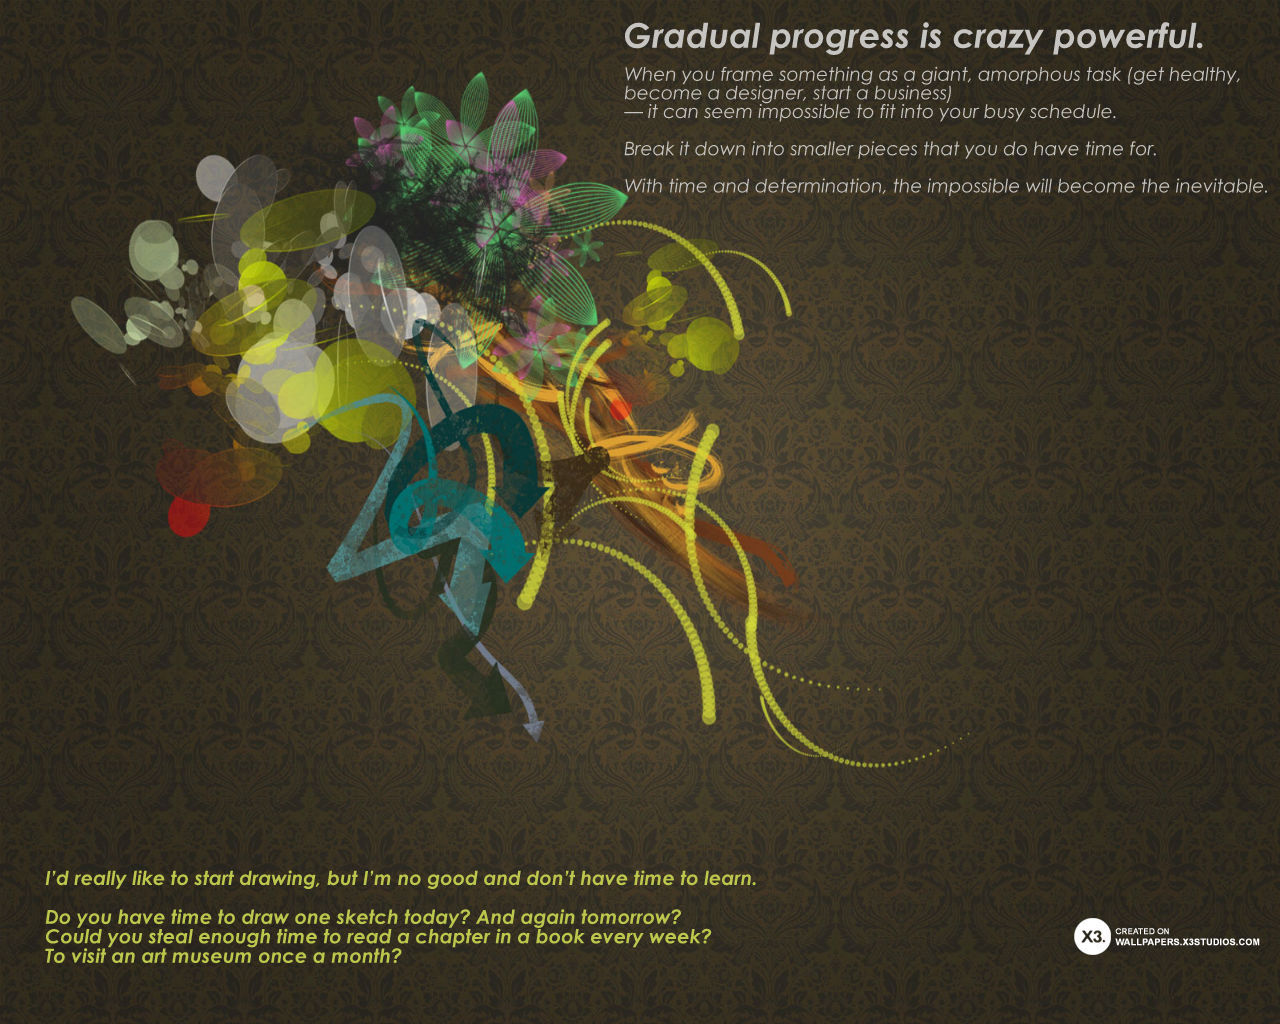 Gradual progress is crazy powerful.
When you frame something as a giant, amorphous task (get healthy,
become a designer, start a business)
— it can seem impossible to fit into your busy schedule.
Break it down into smaller pieces that you do have time for.
With time and determination, the impossible will become the inevitable.
I'd really like to start drawing, but I'm no good and don't have time to learn.
Do you have time to draw one sketch today? And again tomorrow?
Could you steal enough time to read a chapter in a book every week?
To visit an art museum once a month?
X3.
CREATED ON
WALLPAPERS.X3STUDIOS.COM